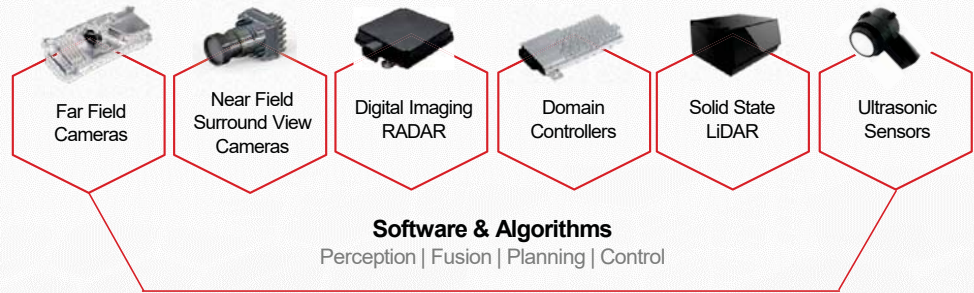 Far Field
Cameras
Near Field
Surround View
Cameras
Digital Imaging
RADAR
Domain
Controllers
Solid State
LiDAR
Ultrasonic
Sensors
Software & Algorithms
Perception | Fusion | Planning | Control